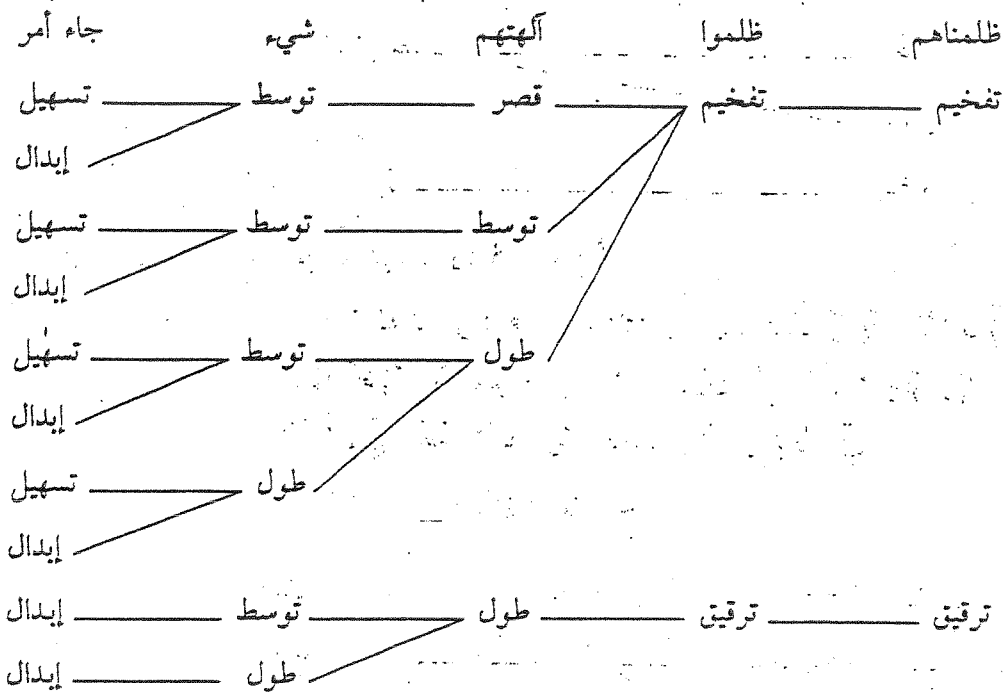 ظلمناهم ظلموا آلهتهم شيء جاء أمر
تفخيم تفخيم قصر توسط تسهيل
إبدال
توسط توسط تسهيل
إبدال
طول توسط تسهيل
إبدال
طول تسهيل
إبدال
ترقيق ترقيق طول توسط إبدال
طول إبدال